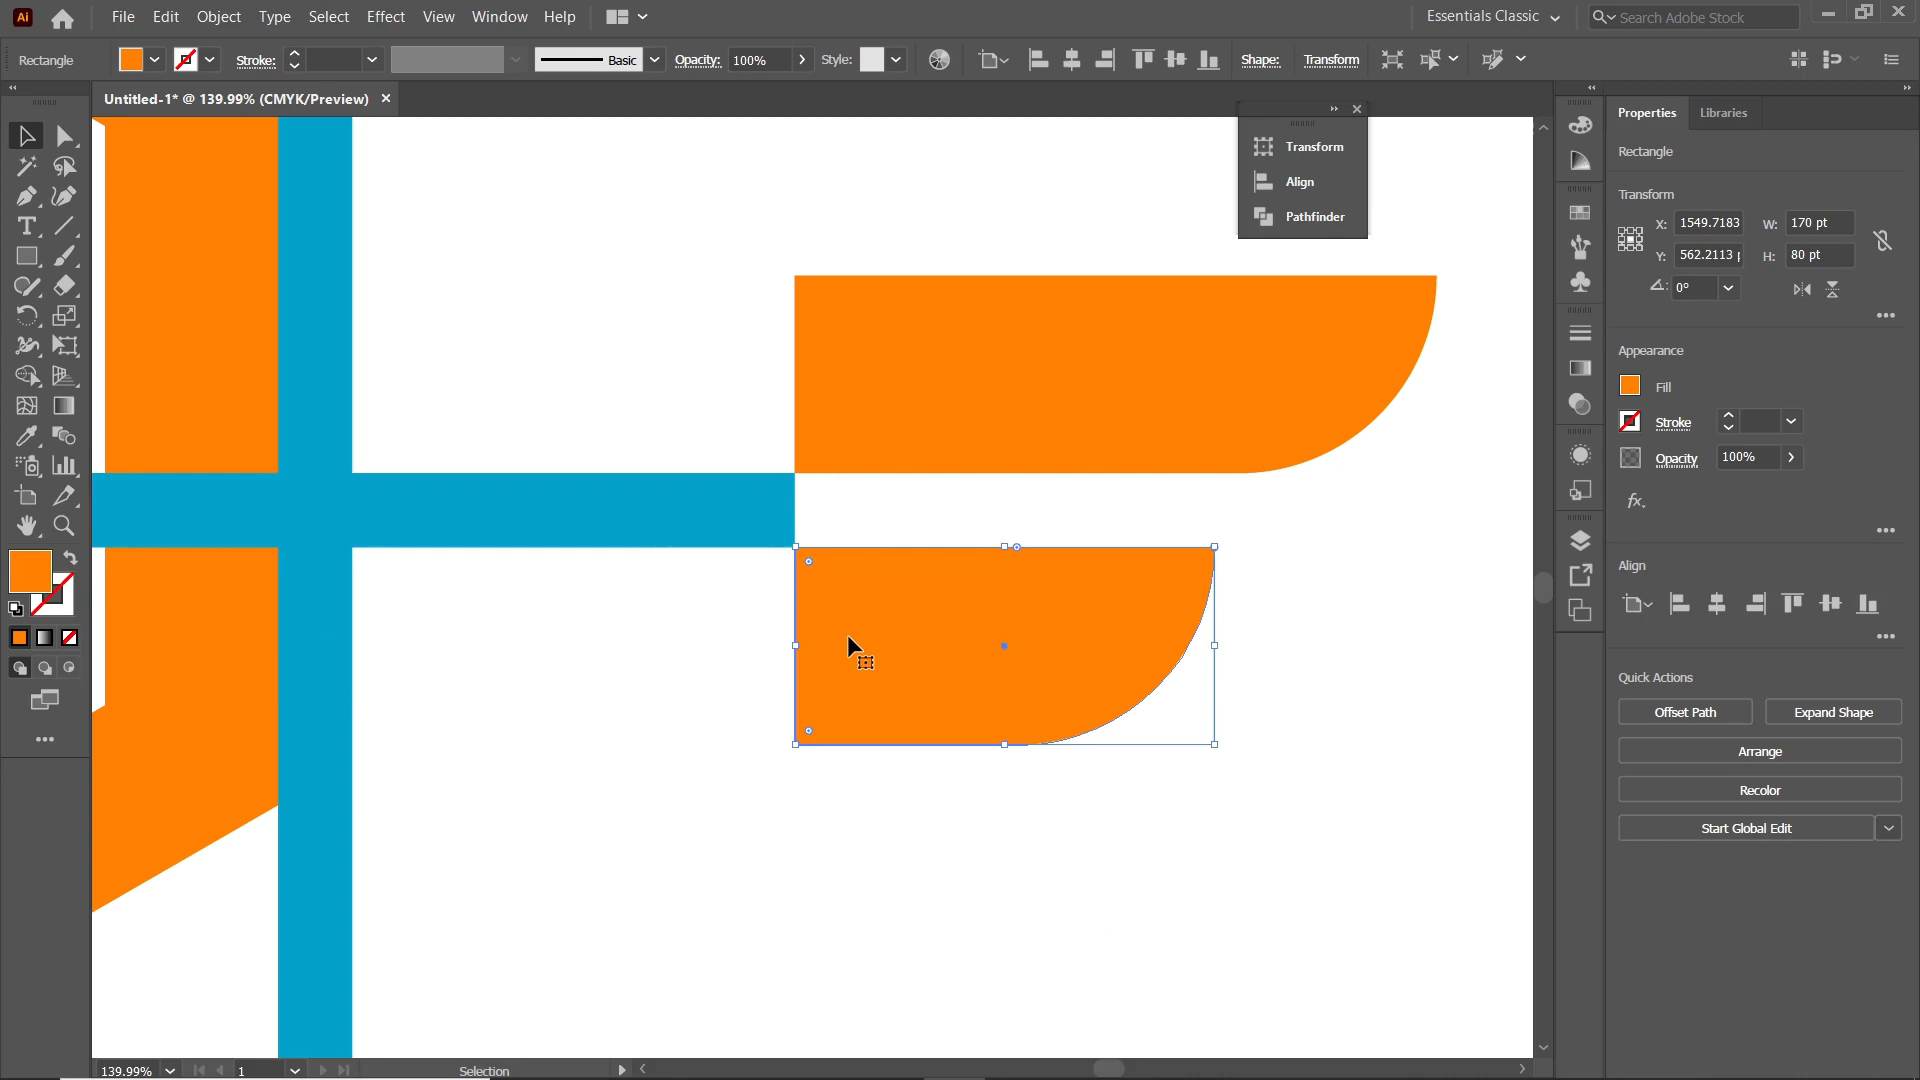 Ai File Edit Object Type Select Effect View Window Help Essentials Classic Search Adobe Stock
Rectangle Stroke: Basic Opacity: 100% Style: Shape: Transform
Untitled-1* @ 139.99% (CMYK/Preview)
Transform
Align
Pathfinder
Properties Libraries
Rectangle
Transform
X: 1549.7183 W: 170 pt
Y: 562.2113 p H: 80 pt
0°
Appearance
Fill
Stroke
Opacity 100%
fx.
Align
Quick Actions
Offset Path Expand Shape
Arrange
Recolor
Start Global Edit
139.99% 1 Selection